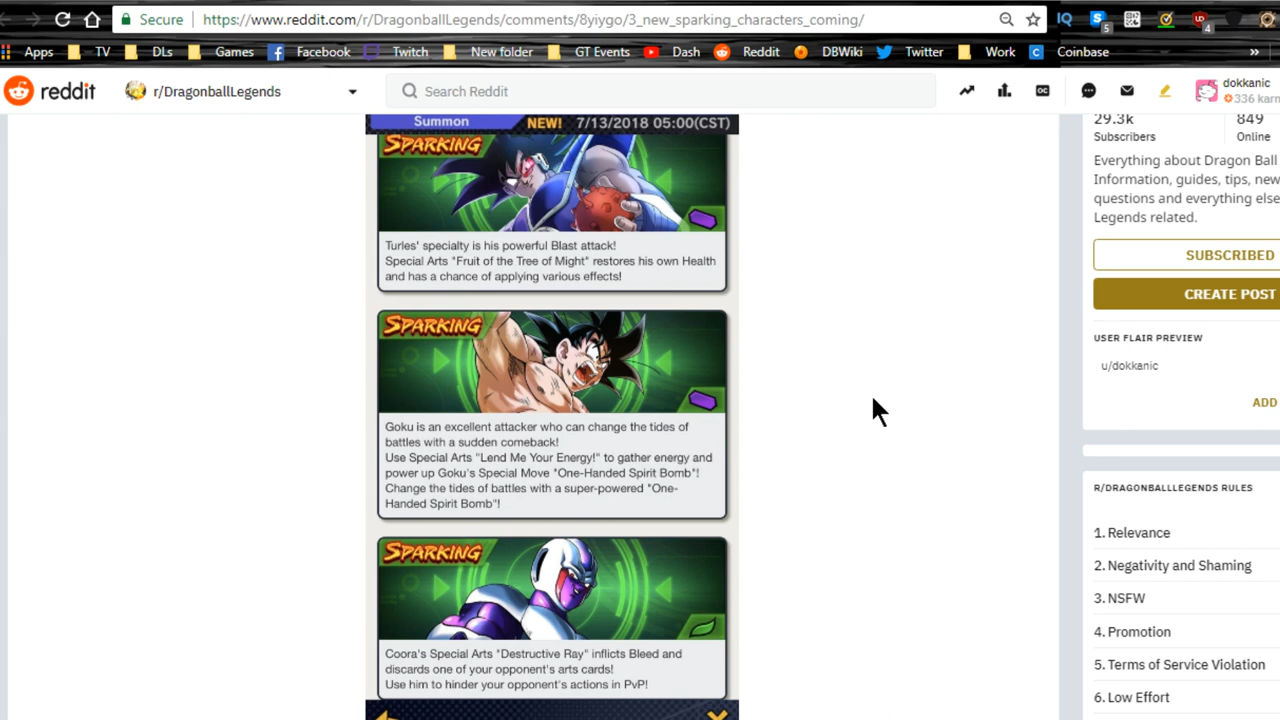 Secure https://www.reddit.com/r/DragonballLegends/comments/8yiygo/3_new_sparking_characters_coming/
IQ 5 UD 4
Apps TV DLs Games Facebook Twitch New folder GT Events Dash Reddit DBWiki Twitter Work Coinbase »
reddit r/DragonballLegends Search Reddit OC dokkanic
336 karn
Summon NEW! 7/13/2018 05:00(CST)
SPARKING
Turles' specialty is his powerful Blast attack!
Special Arts "Fruit of the Tree of Might" restores his own Health
and has a chance of applying various effects!
SPARKING
Goku is an excellent attacker who can change the tides of
battles with a sudden comeback!
Use Special Arts "Lend Me Your Energy!" to gather energy and
power up Goku's Special Move "One-Handed Spirit Bomb"!
Change the tides of battles with a super-powered "One-
Handed Spirit Bomb"!
SPARKING
Coora's Special Arts "Destructive Ray" inflicts Bleed and
discards one of your opponent's arts cards!
Use him to hinder your opponent's actions in PvP!
29.3k 849
Subscribers Online
Everything about Dragon Ball
Information, guides, tips, new
questions and everything else
Legends related.
SUBSCRIBED
CREATE POST
USER FLAIR PREVIEW
u/dokkanic
ADD
R/DRAGONBALLLEGENDS RULES
1. Relevance
2. Negativity and Shaming
3. NSFW
4. Promotion
5. Terms of Service Violation
6. Low Effort